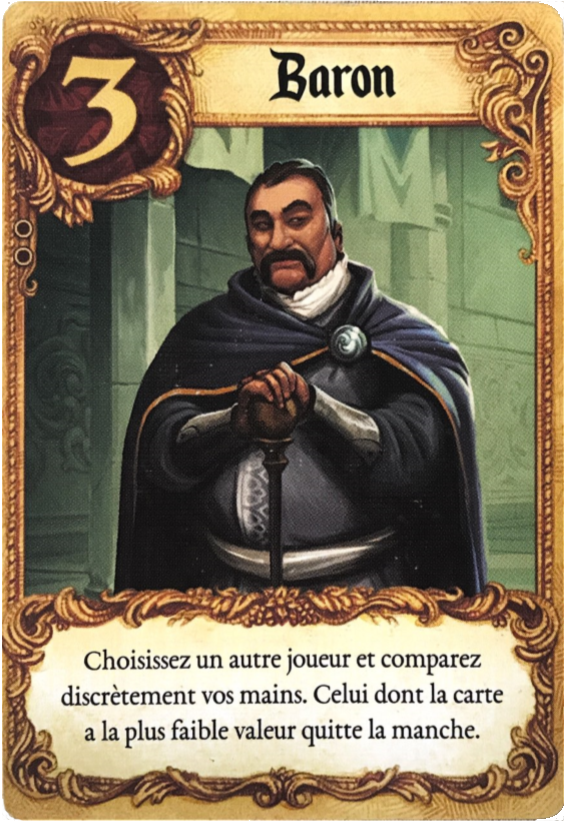 3
Baron
Choisissez un autre joueur et comparez
discrètement vos mains. Celui dont la carte
a la plus faible valeur quitte la manche.